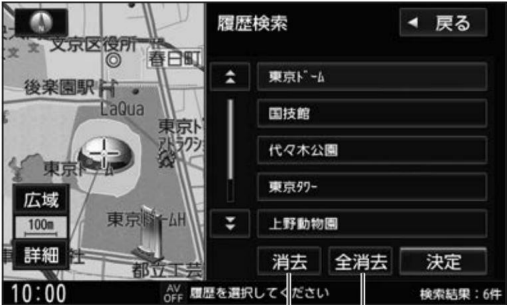 文京区役所
春日町
後楽園駅
LaQua
東京ド
アトラクシ
東京ドーム
広域
100m
東京ドームH
詳細
都立工芸
10:00
AV OFF
履歴検索
戻る
東京ﾄﾞｰﾑ
国技館
代々木公園
東京ﾀﾜｰ
上野動物園
消去 全消去 決定
履歴を選択してください
検索結果：6件